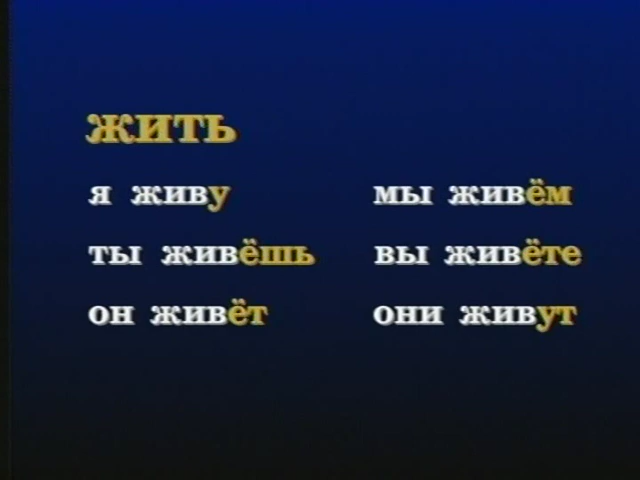 жить
я живу мы живём
ты живёшь вы живёте
он живёт они живут